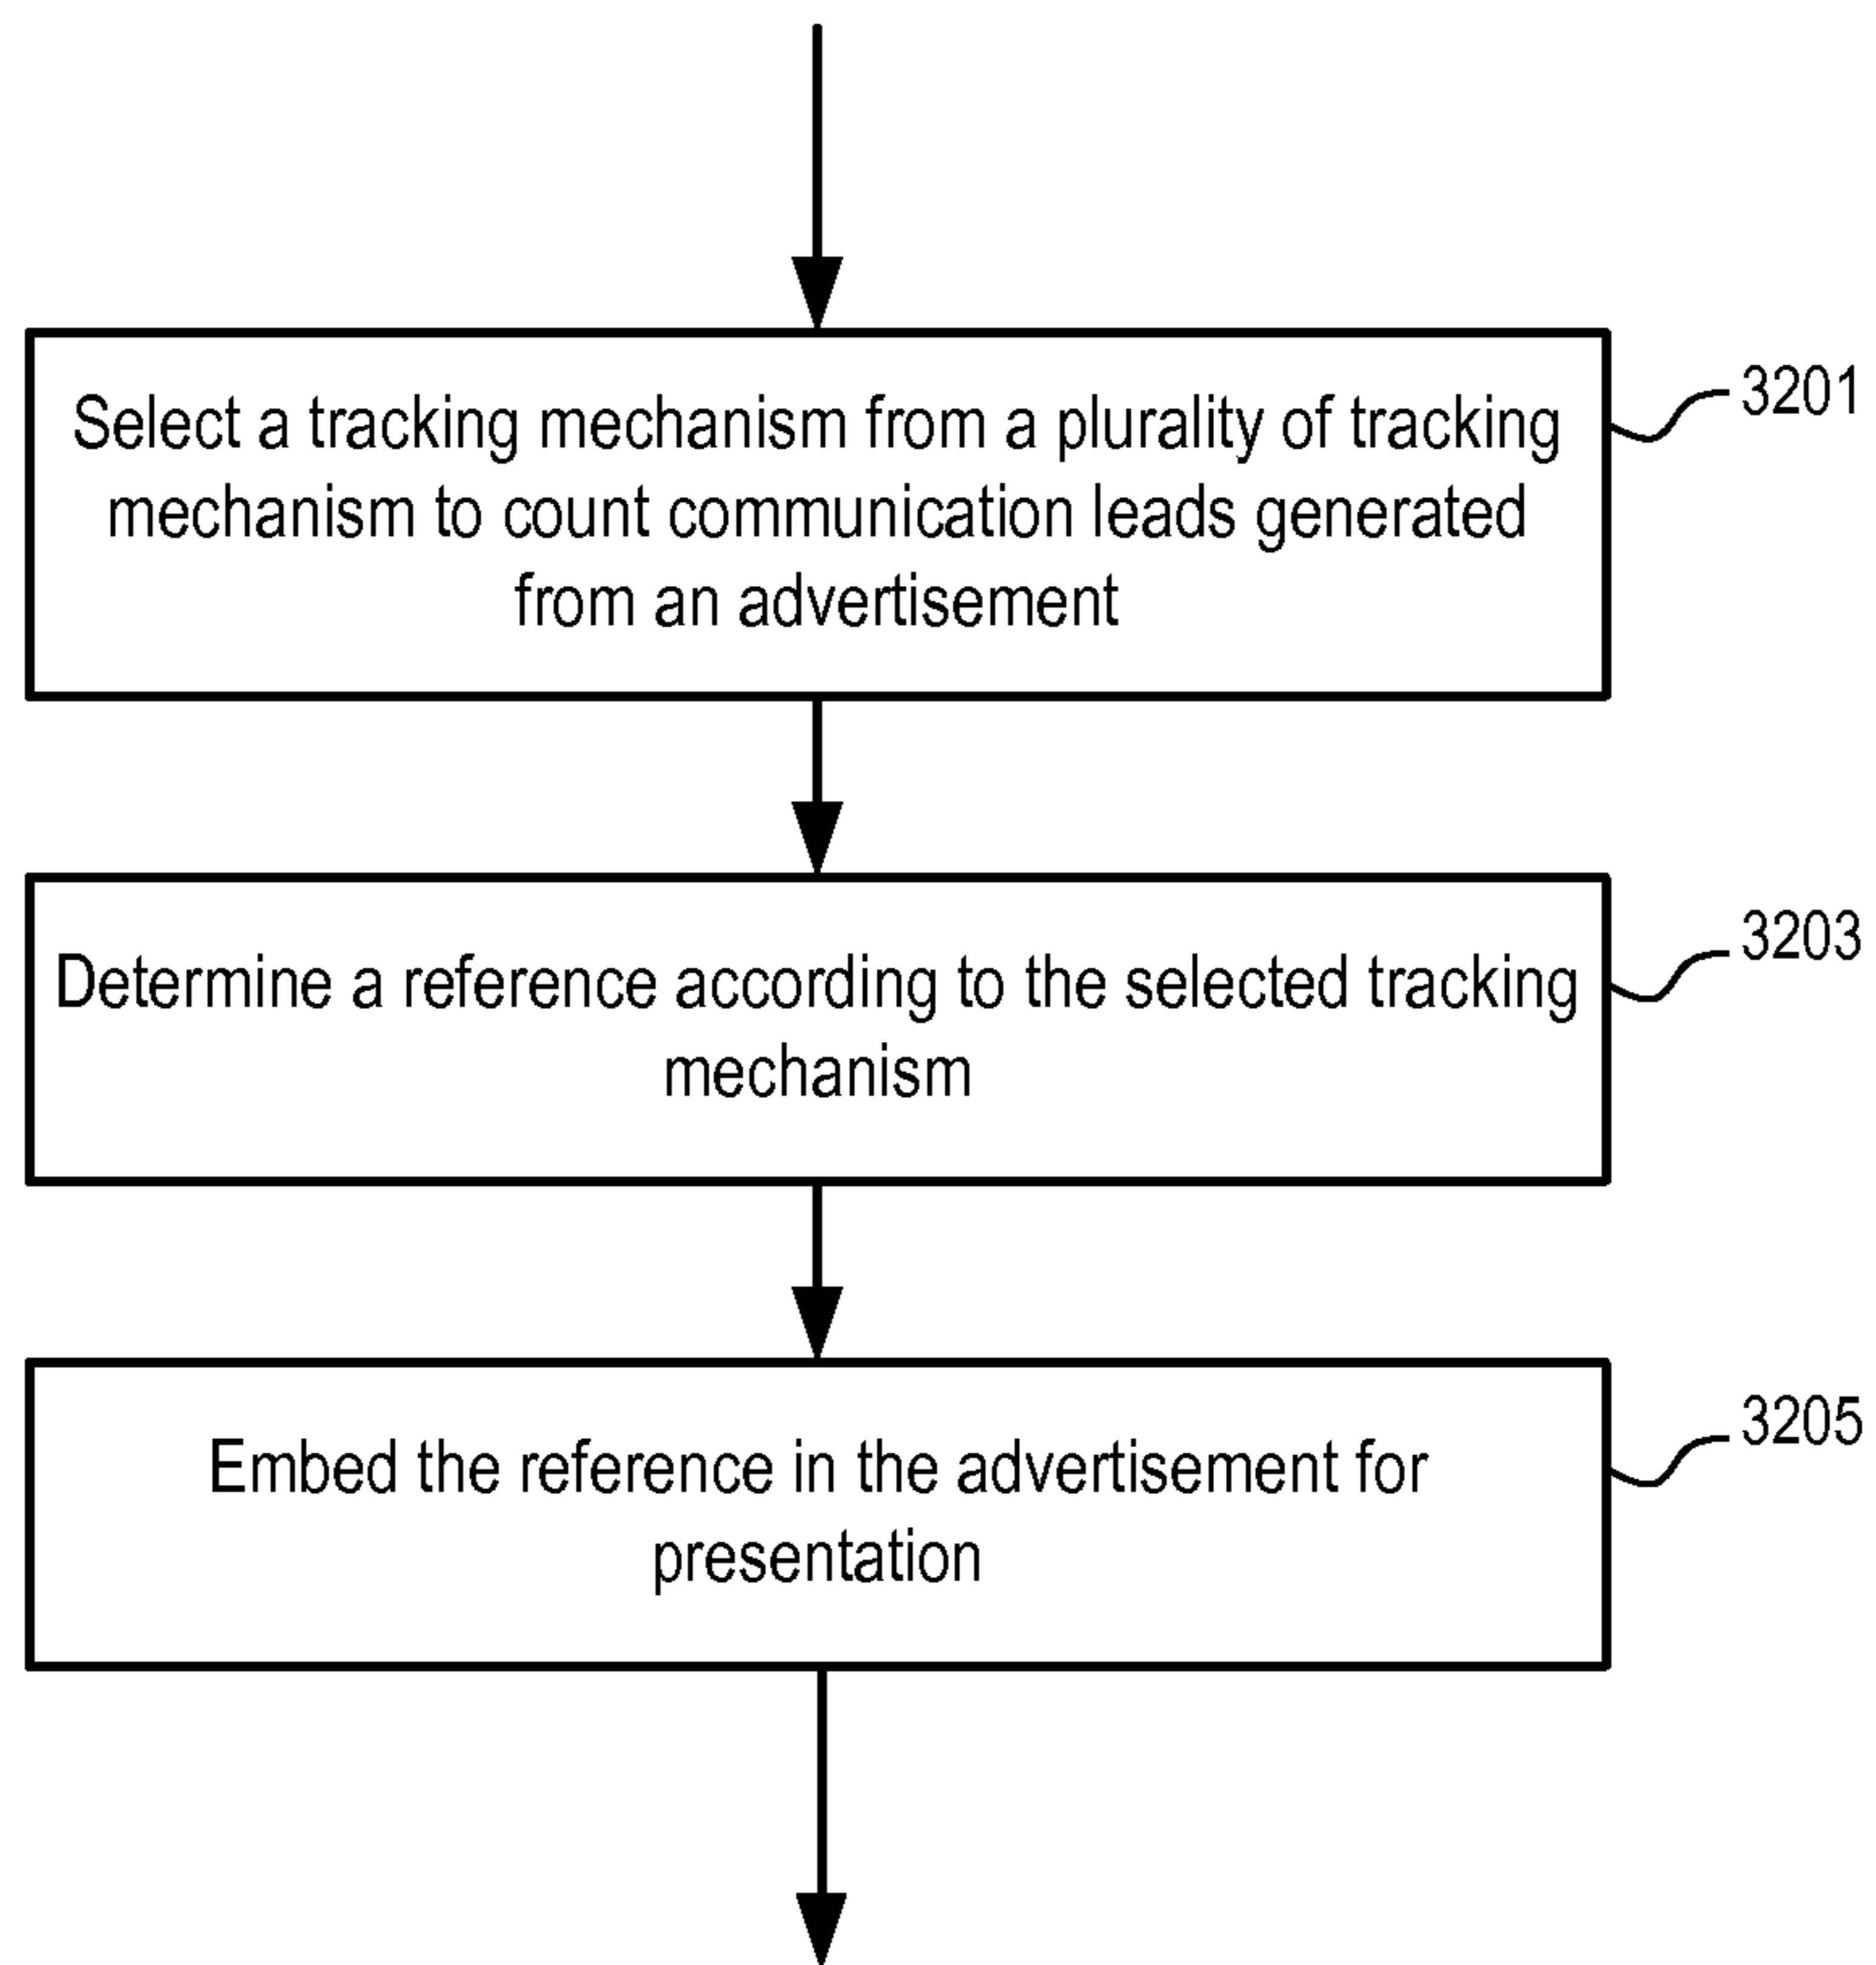 Select a tracking mechanism from a plurality of tracking
mechanism to count communication leads generated
from an advertisement
3201
Determine a reference according to the selected tracking
mechanism
3203
Embed the reference in the advertisement for
presentation
3205